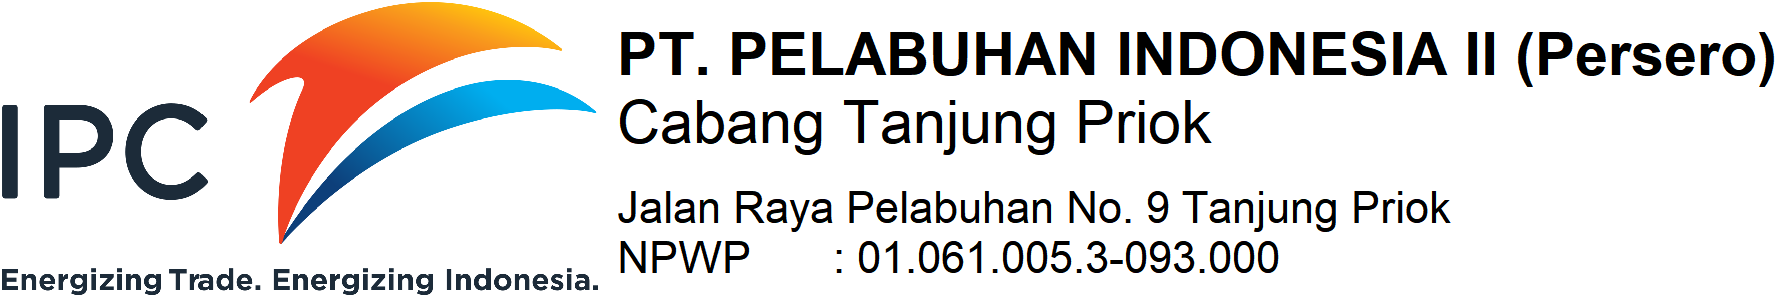 IPC
Energizing Trade. Energizing Indonesia.
PT. PELABUHAN INDONESIA II (Persero)
Cabang Tanjung Priok
Jalan Raya Pelabuhan No. 9 Tanjung Priok
NPWP : 01.061.005.3-093.000